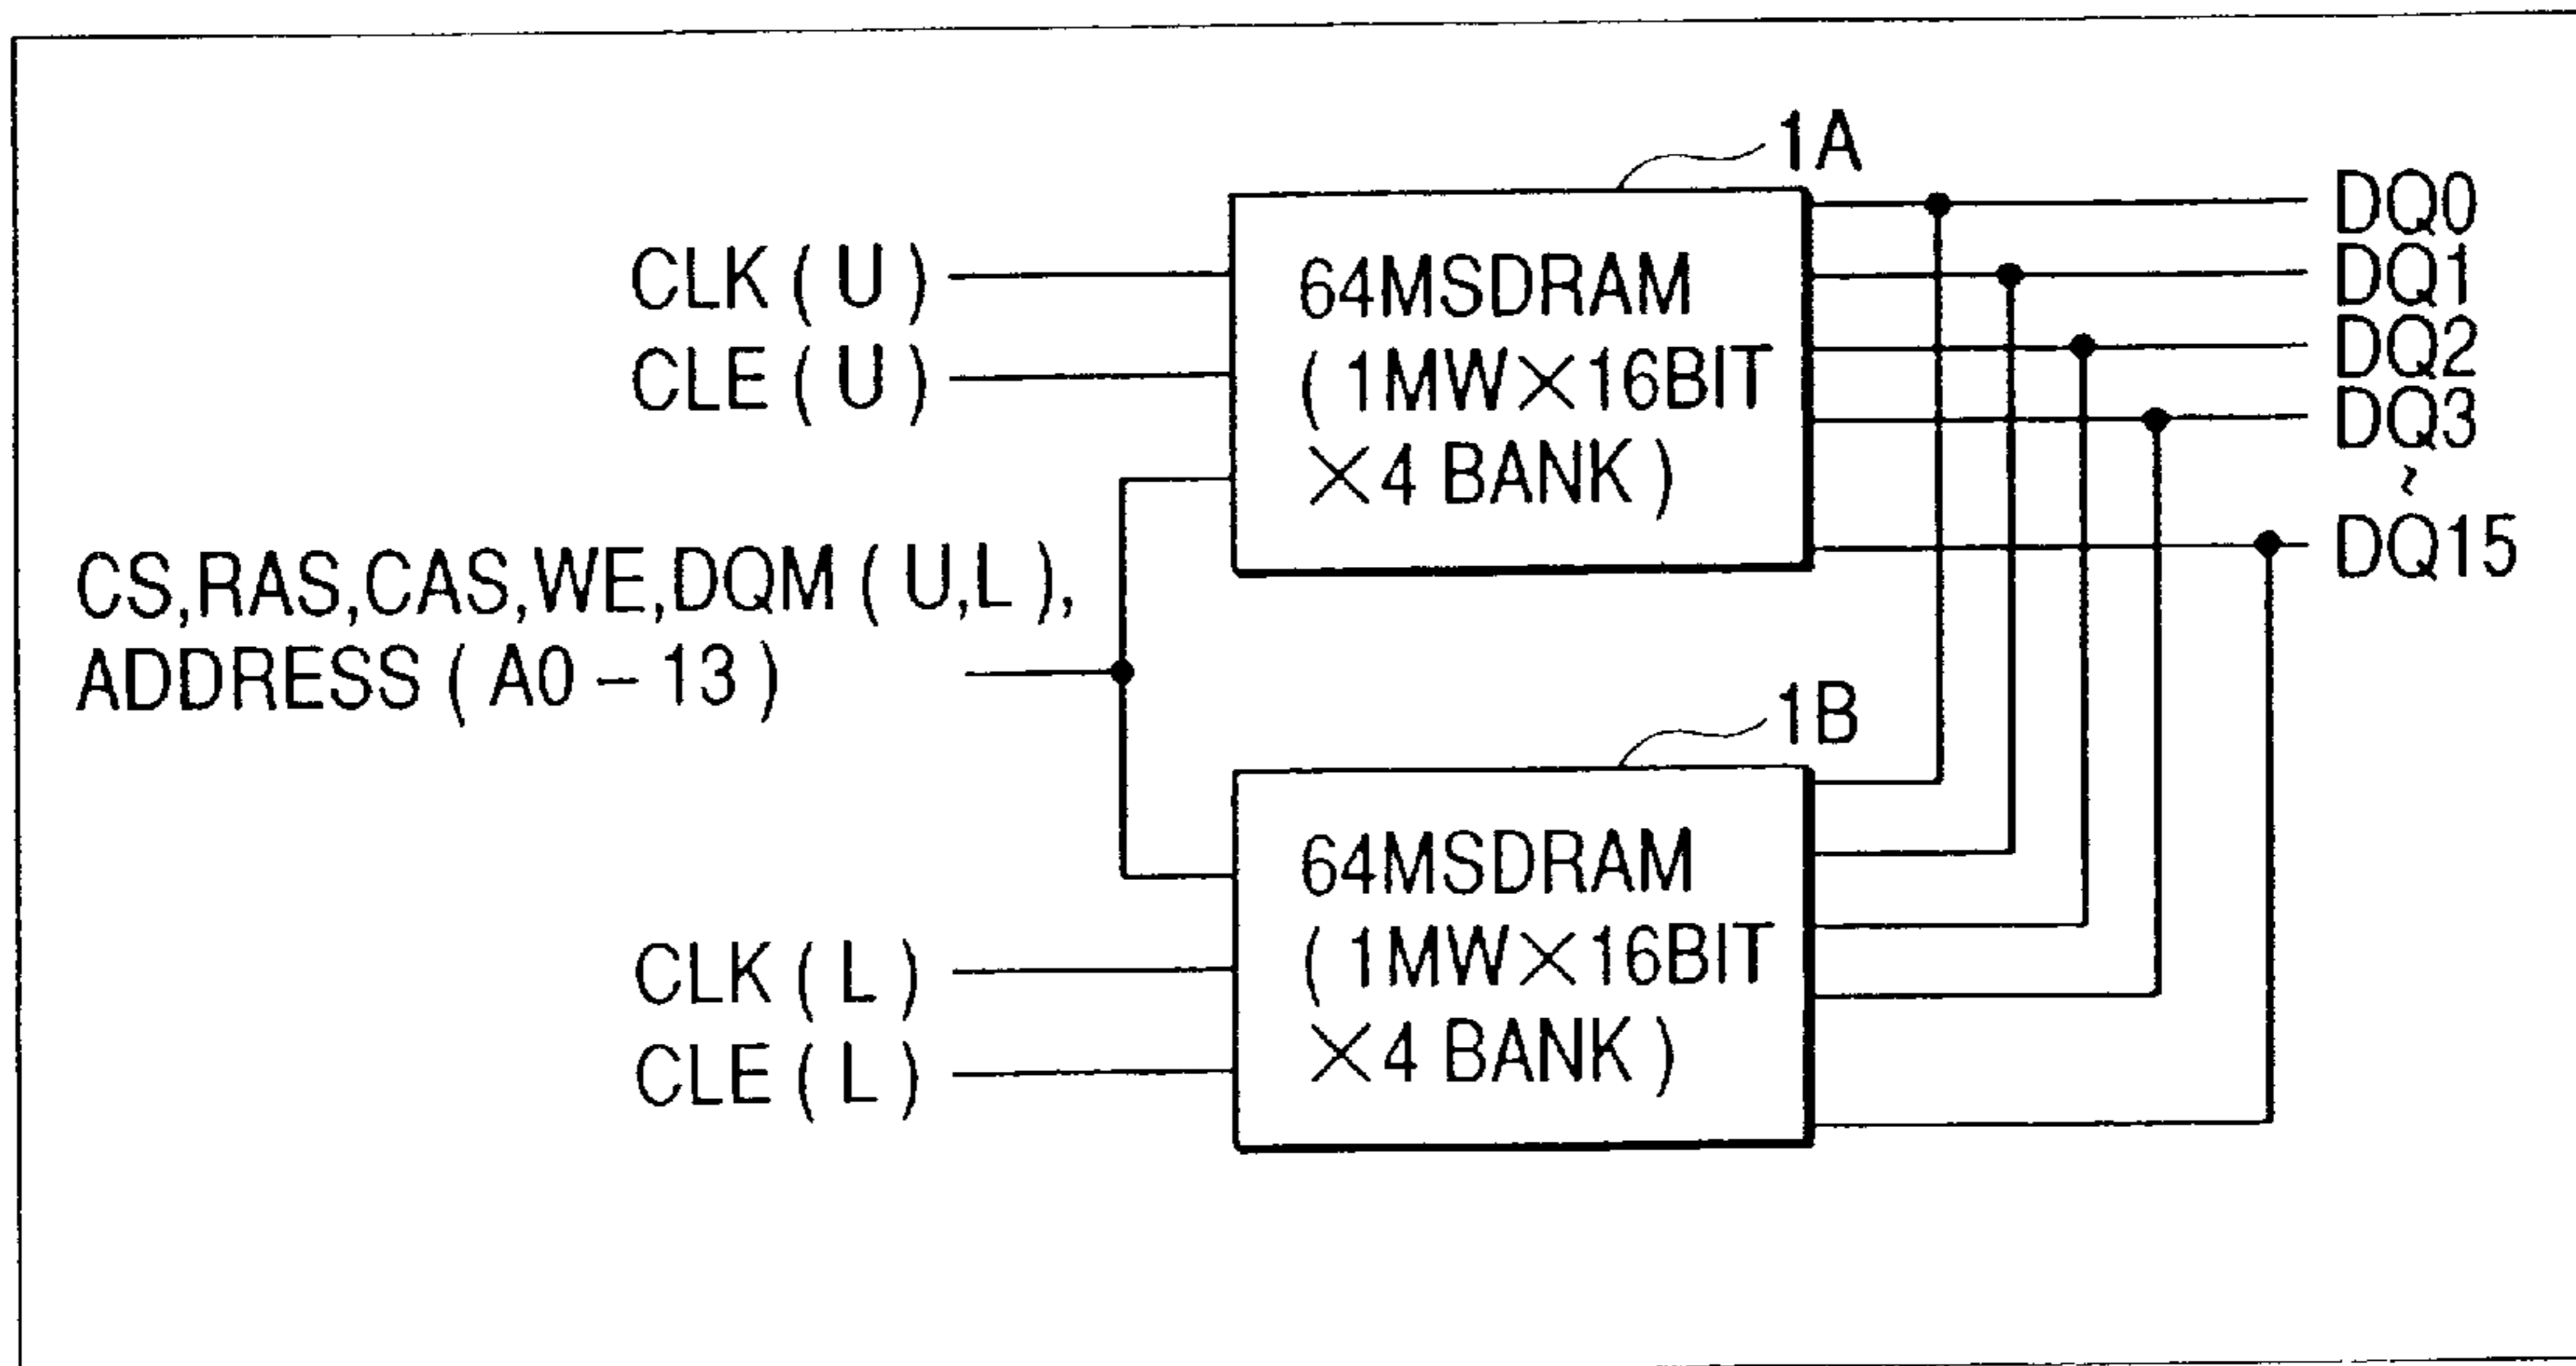 1A
CLK ( U )
CLE ( U )
64MSDRAM
( 1MW×16BIT
×4 BANK )
DQ0
DQ1
DQ2
DQ3
~
DQ15
CS,RAS,CAS,WE,DQM ( U,L ),
ADDRESS ( A0 – 13 )
1B
64MSDRAM
( 1MW×16BIT
×4 BANK )
CLK ( L )
CLE ( L )